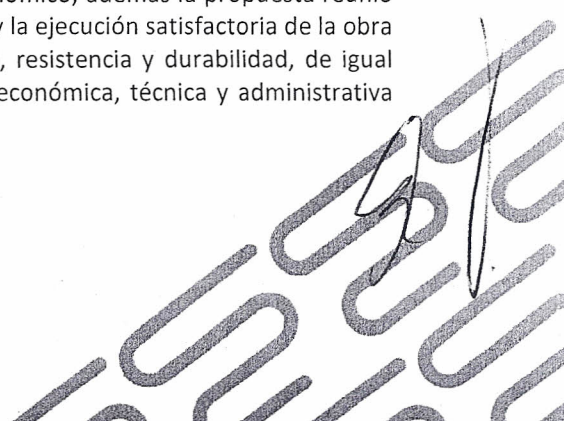 y la ejecución satisfactoria de la obra
, resistencia y durabilidad, de igual
económica, técnica y administrativa